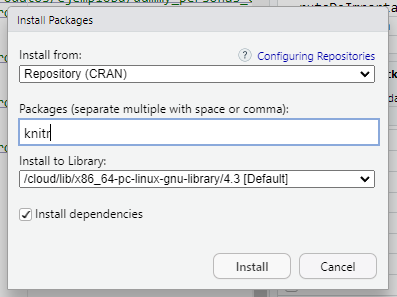 Install Packages
Install from:
? Configuring Repositories
Repository (CRAN)
Packages (separate multiple with space or comma):
knitr
Install to Library:
/cloud/lib/x86_64-pc-linux-gnu-library/4.3 [Default]
Install dependencies
Install
Cancel